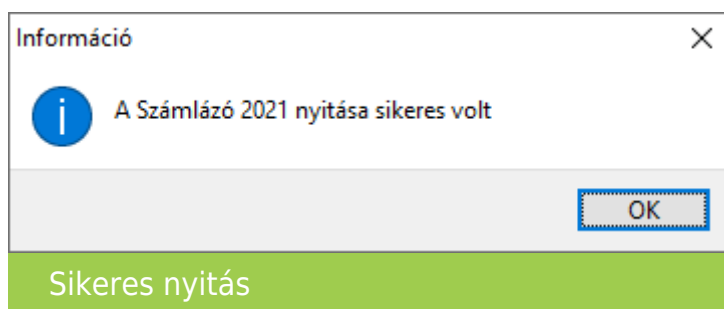 Információ
A Számlázó 2021 nyitása sikeres volt
OK
Sikeres nyitás